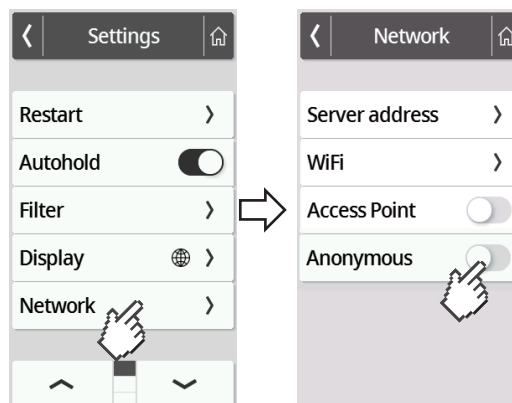 Settings
Restart
Autohold
Filter
Display
Network
Network
Server address
WiFi
Access Point
Anonymous